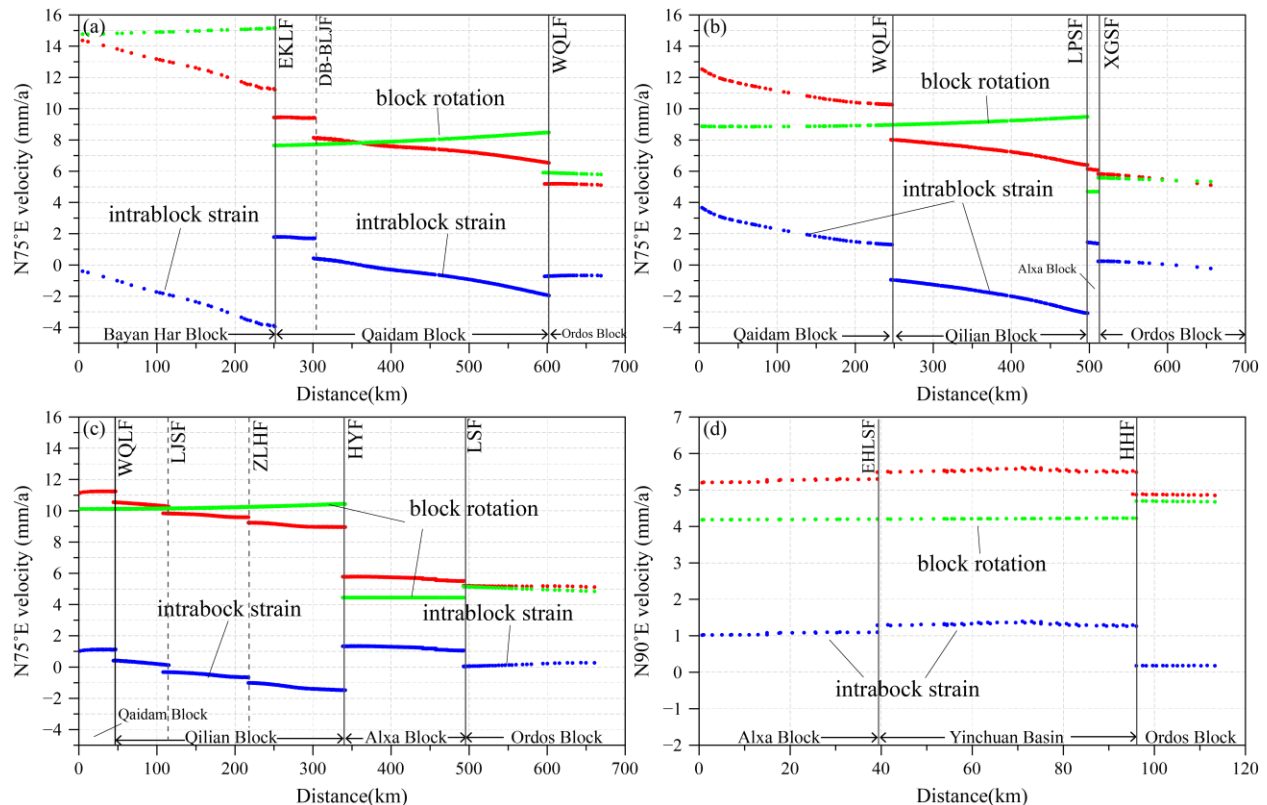 (a)
EKLF
DB-BLJF
WQLF
block rotation
intrablock strain
intrablock strain
Bayan Har Block
Qaidam Block
Ordos Block
16
14
12
10
8
6
4
2
0
−2
−4
N75°E velocity (mm/a)
0 100 200 300 400 500 600 700
Distance(km)
(b)
WQLF
LPSF
XGSF
block rotation
intrablock strain
Alxa Block
Qaidam Block
Qilian Block
Ordos Block
16
14
12
10
8
6
4
2
0
−2
−4
N75°E velocity (mm/a)
0 100 200 300 400 500 600 700
Distance(km)
(c)
WQLF
LJSF
ZLHF
HYF
LSF
block rotation
intrabock strain
intrablock strain
Qaidam Block
Qilian Block
Alxa Block
Ordos Block
16
14
12
10
8
6
4
2
0
−2
−4
N75°E velocity (mm/a)
0 100 200 300 400 500 600 700
Distance(km)
(d)
EHLSF
HHF
block rotation
intrabock strain
Alxa Block
Yinchuan Basin
Ordos Block
7
6
5
4
3
2
1
0
−1
−2
N90°E velocity (mm/a)
0 20 40 60 80 100 120
Distance(km)